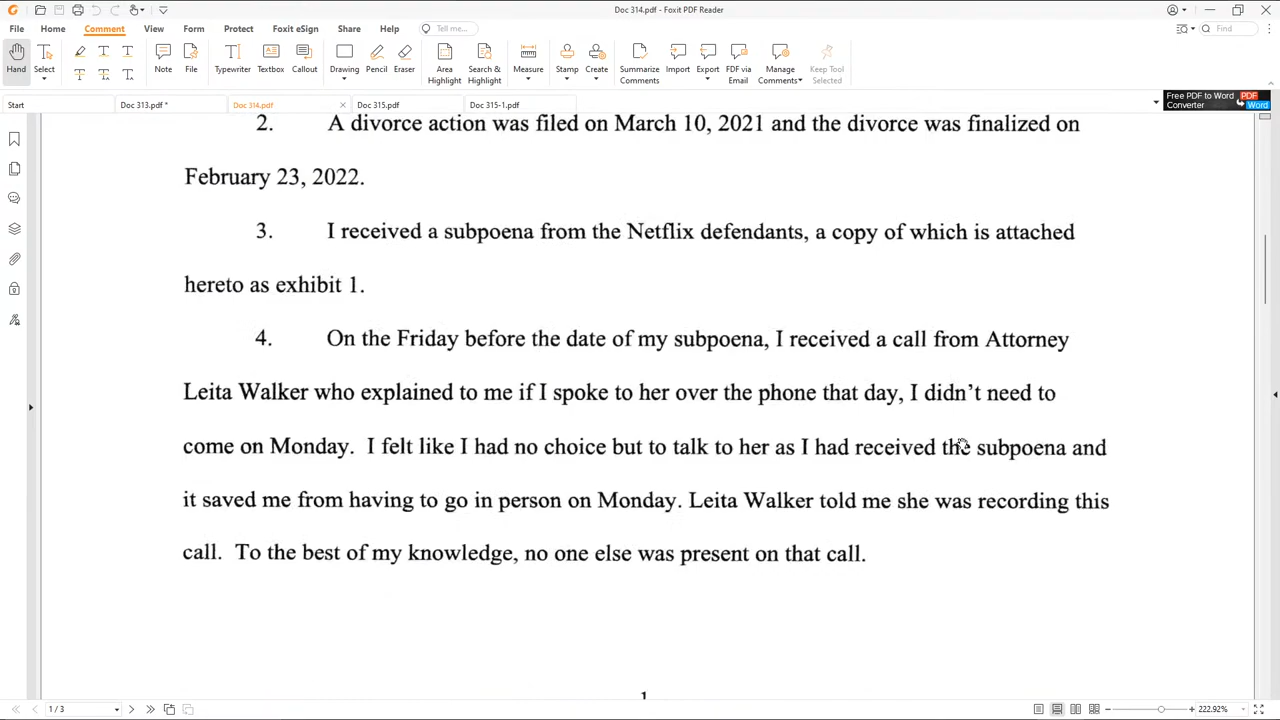 Doc 314.pdf - Foxit PDF Reader
File Home Comment View Form Protect Foxit eSign Share Help Tell me... Find
Hand Select Note File Typewriter Textbox Callout Drawing Pencil Eraser Area Highlight Search & Highlight Measure Stamp Create Summarize Comments Import Export FDF via Email Manage Comments Keep Tool Selected
Start Doc 313.pdf * Doc 314.pdf Doc 315.pdf Doc 315-1.pdf Free PDF to Word Converter PDF Word
2. A divorce action was filed on March 10, 2021 and the divorce was finalized on
February 23, 2022.
3. I received a subpoena from the Netflix defendants, a copy of which is attached
hereto as exhibit 1.
4. On the Friday before the date of my subpoena, I received a call from Attorney
Leita Walker who explained to me if I spoke to her over the phone that day, I didn't need to
come on Monday. I felt like I had no choice but to talk to her as I had received the subpoena and
it saved me from having to go in person on Monday. Leita Walker told me she was recording this
call. To the best of my knowledge, no one else was present on that call.
1
1 / 3 222.92%